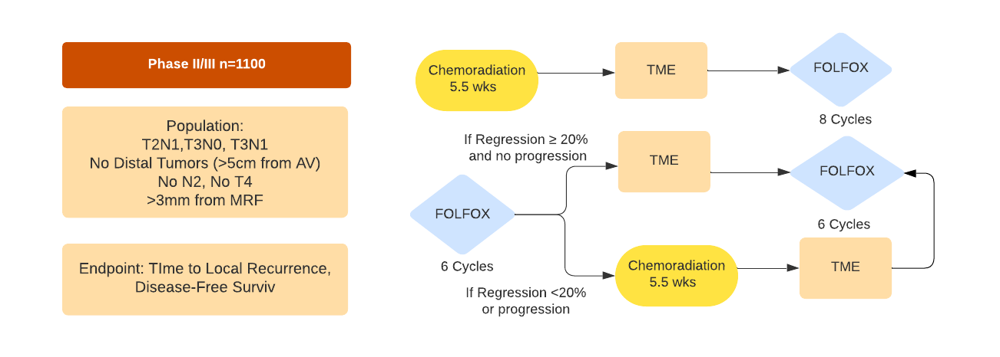 Phase II/III n=1100
Population:
T2N1,T3N0, T3N1
No Distal Tumors (>5cm from AV)
No N2, No T4
>3mm from MRF
Endpoint: TIme to Local Recurrence,
Disease-Free Surviv
Chemoradiation
5.5 wks
TME
FOLFOX
8 Cycles
FOLFOX
6 Cycles
If Regression ≥ 20%
and no progression
TME
FOLFOX
6 Cycles
If Regression <20%
or progression
Chemoradiation
5.5 wks
TME